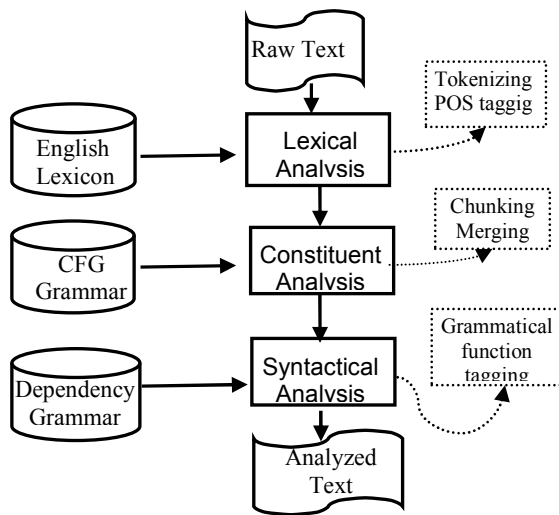 Raw Text
Tokenizing
POS taggig
English
Lexicon
Lexical
Analysis
Chunking
Merging
CFG
Grammar
Constituent
Analysis
Grammatical
function
tagging
Dependency
Grammar
Syntactical
Analysis
Analyzed
Text